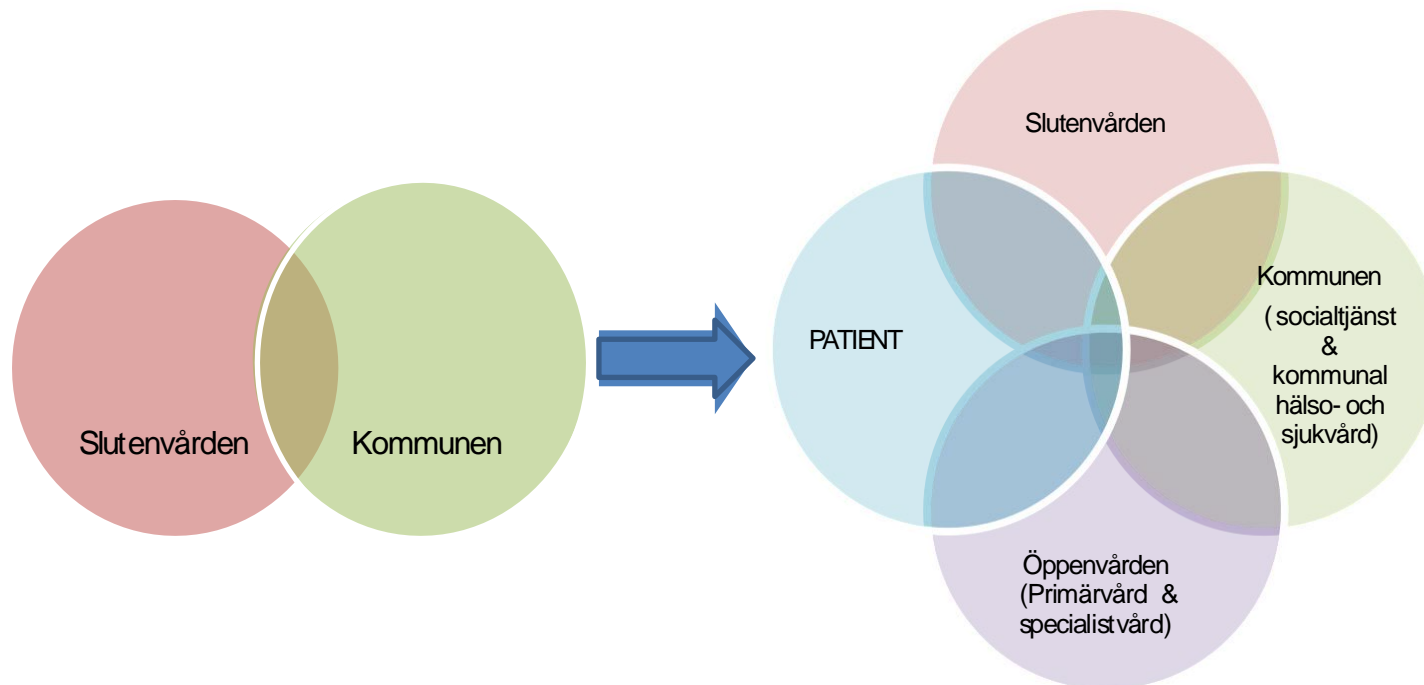 Slutenvården
Kommunen
Slutenvården
PATIENT
Kommunen
(socialtjänst
&
kommunal
hälso- och
sjukvård)
Öppenvården
(Primärvård &
specialistvård)